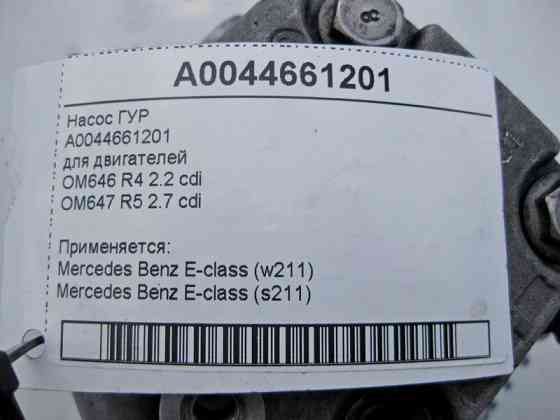 8
A0044661201
Насос ГУР
A0044661201
для двигателей
OM646 R4 2.2 cdi
OM647 R5 2.7 cdi
Применяется:
Mercedes Benz E-class (w211)
Mercedes Benz E-class (s211)